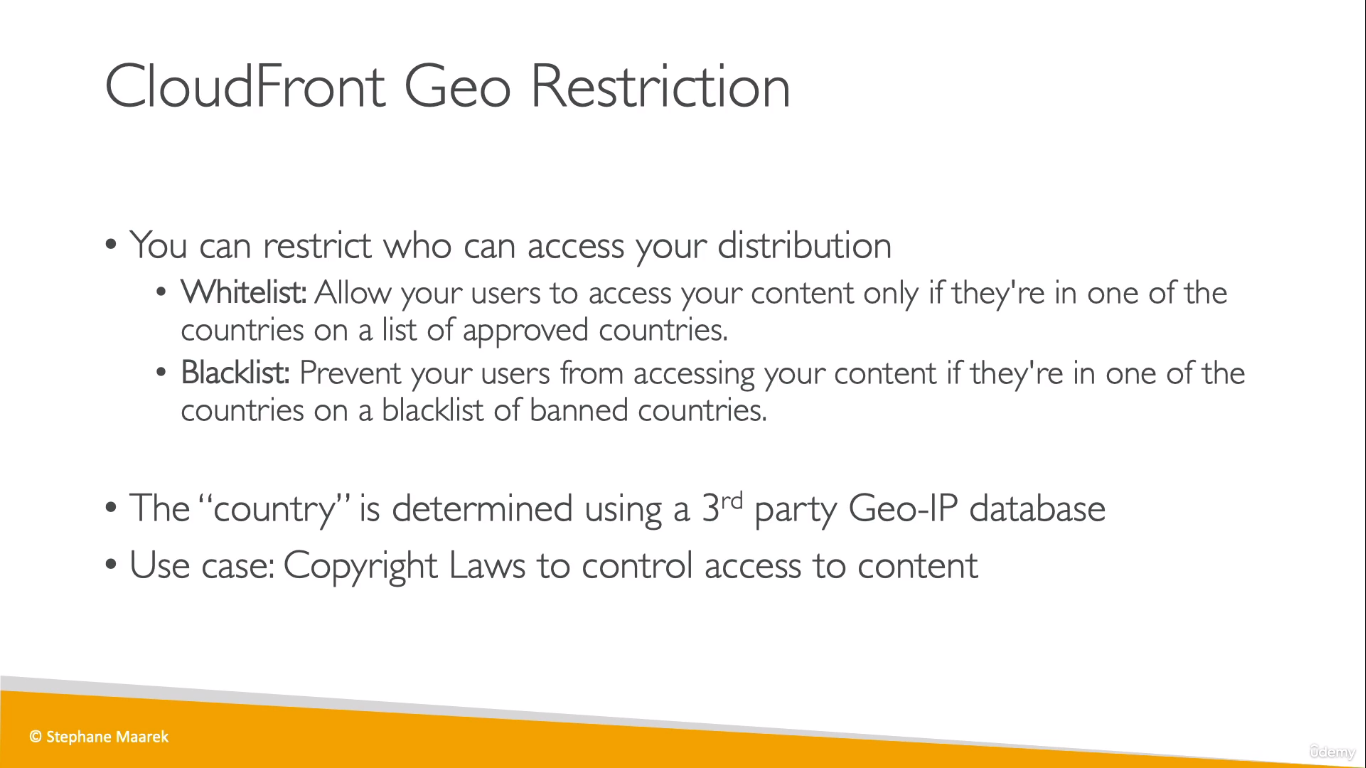 CloudFront Geo Restriction
• You can restrict who can access your distribution
• Whitelist: Allow your users to access your content only if they're in one of the
countries on a list of approved countries.
• Blacklist: Prevent your users from accessing your content if they're in one of the
countries on a blacklist of banned countries.
• The “country” is determined using a 3rd party Geo-IP database
• Use case: Copyright Laws to control access to content
© Stephane Maarek
ûdemy